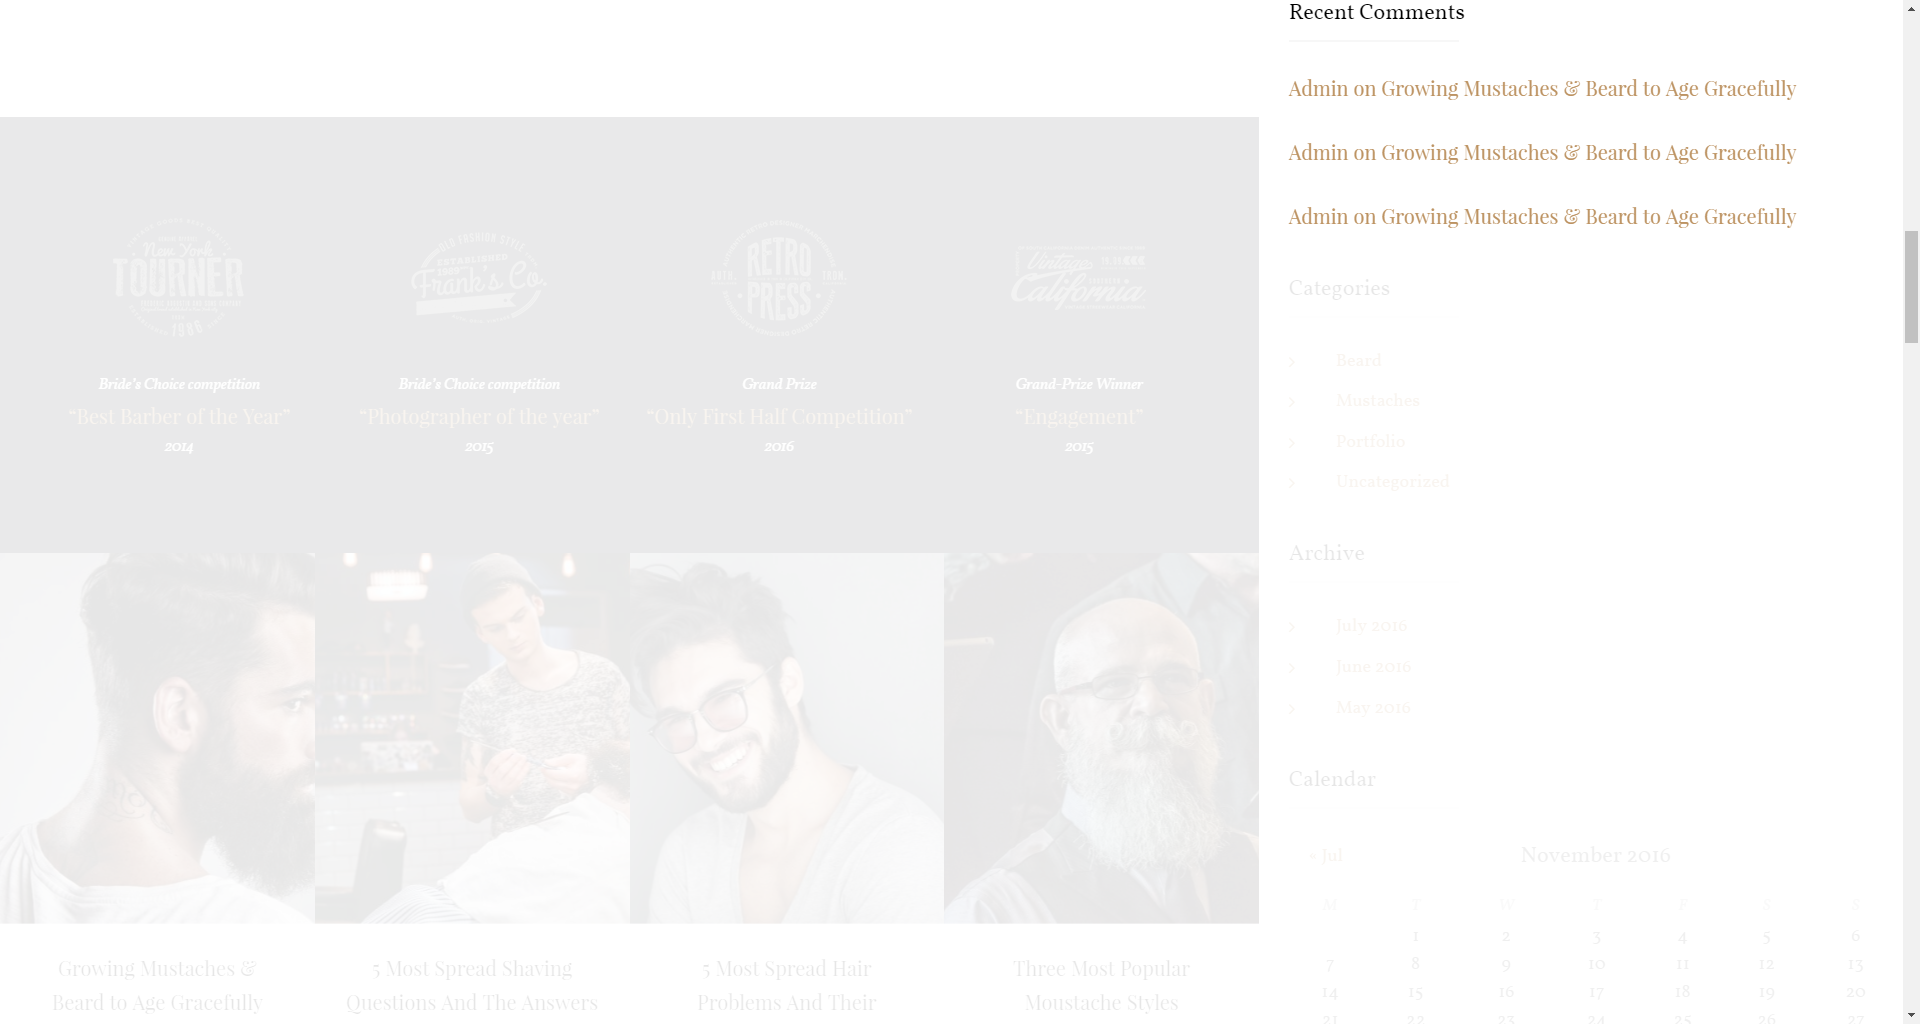 Recent Comments
Admin on Growing Mustaches & Beard to Age Gracefully
Admin on Growing Mustaches & Beard to Age Gracefully
Admin on Growing Mustaches & Beard to Age Gracefully
New York
TOURNER
1986
OLD FASHION STYLE
ESTABLISHED
Frank's Co.
RETRO
PRESS
Vintage
California
Bride's Choice competition
“Best Barber of the Year”
2014
Bride's Choice competition
“Photographer of the year”
2015
Grand Prize
“Only First Half Competition”
2016
Grand-Prize Winner
“Engagement”
2015
Growing Mustaches &
Beard to Age Gracefully
5 Most Spread Shaving
Questions And The Answers
5 Most Spread Hair
Problems And Their
Three Most Popular
Moustache Styles
Categories
Beard
Mustaches
Portfolio
Uncategorized
Archive
July 2016
June 2016
May 2016
Calendar
« Jul
November 2016
M T W T F S S
1 2 3 4 5 6
7 8 9 10 11 12 13
14 15 16 17 18 19 20
21 22 23 24 25 26 27